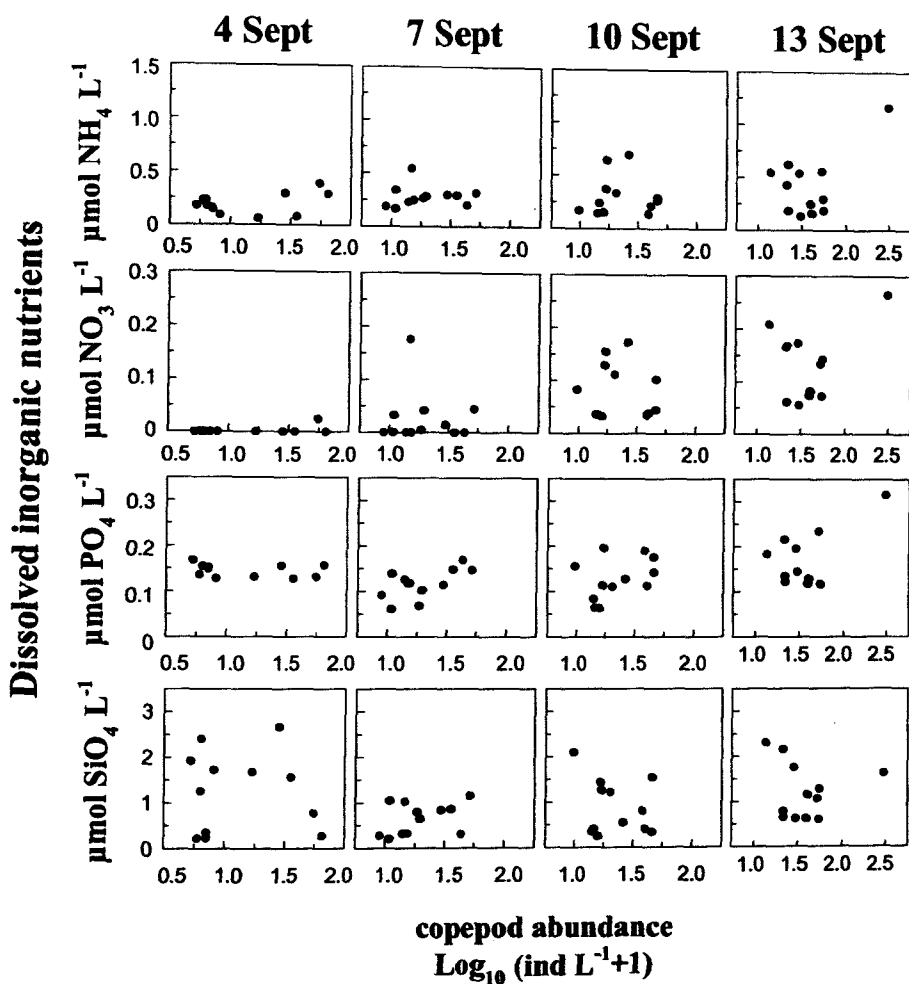 4 Sept 7 Sept 10 Sept 13 Sept
Dissolved inorganic nutrients
µmol NH4 L-1
1.5
1.0
0.5
0
0.5 1.0 1.5 2.0 1.0 1.5 2.0 1.0 1.5 2.0 1.0 1.5 2.0 2.5
µmol NO3 L-1
0.3
0.2
0.1
0
0.5 1.0 1.5 2.0 1.0 1.5 2.0 1.0 1.5 2.0 1.0 1.5 2.0 2.5
µmol PO4 L-1
0.3
0.2
0.1
0
0.5 1.0 1.5 2.0 1.0 1.5 2.0 1.0 1.5 2.0 1.0 1.5 2.0 2.5
µmol SiO4 L-1
3
2
1
0
0.5 1.0 1.5 2.0 1.0 1.5 2.0 1.0 1.5 2.0 1.0 1.5 2.0 2.5
copepod abundance
Log10 (ind L-1+1)